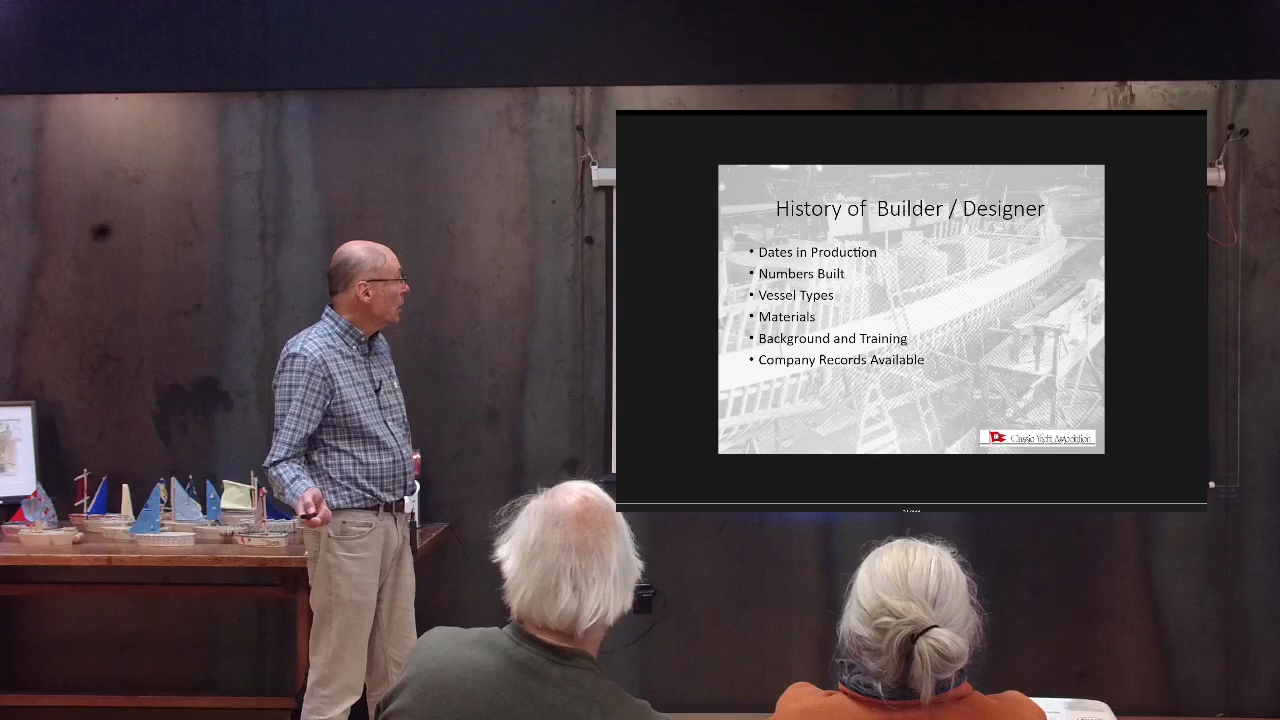 History of  Builder / Designer
• Dates in Production
• Numbers Built
• Vessel Types
• Materials
• Background and Training
• Company Records Available
Classic Yacht Association